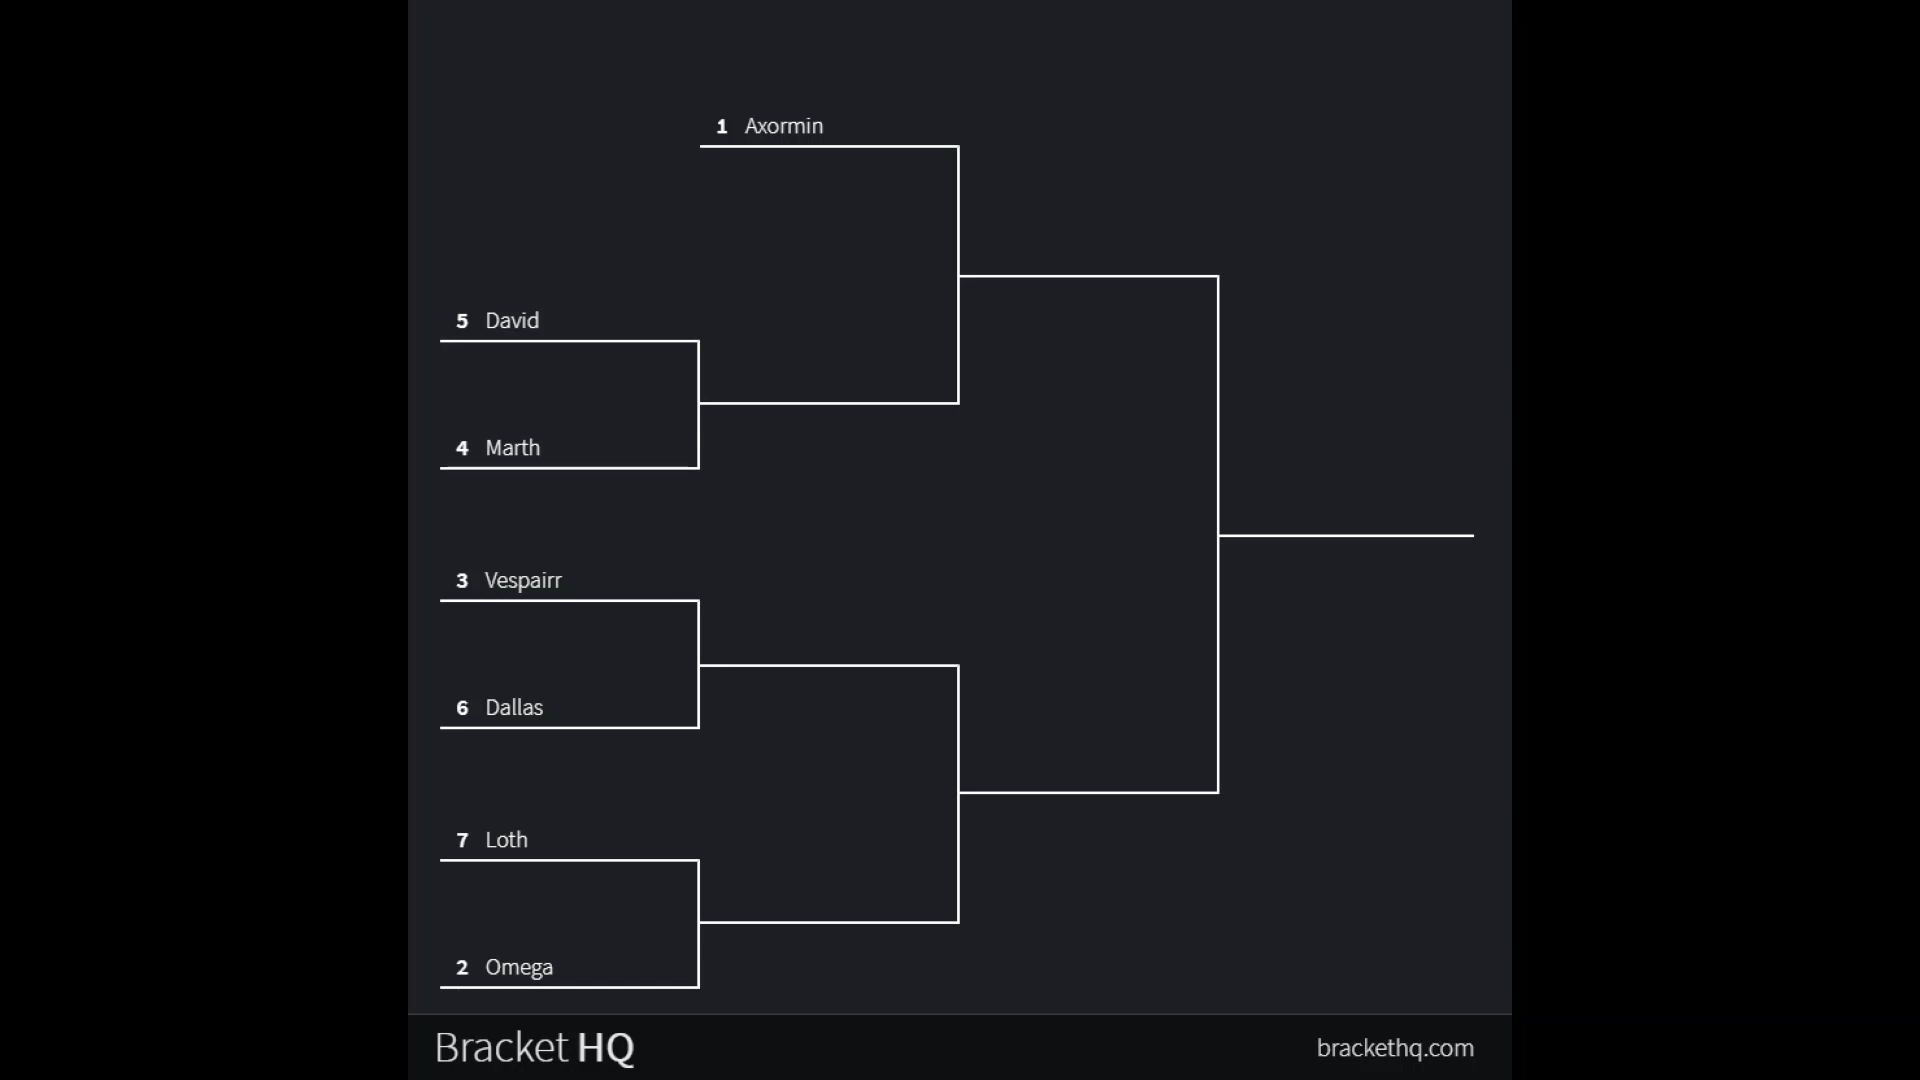 1 Axormin
5 David
4 Marth
3 Vespairr
6 Dallas
7 Loth
2 Omega
Bracket HQ
brackethq.com